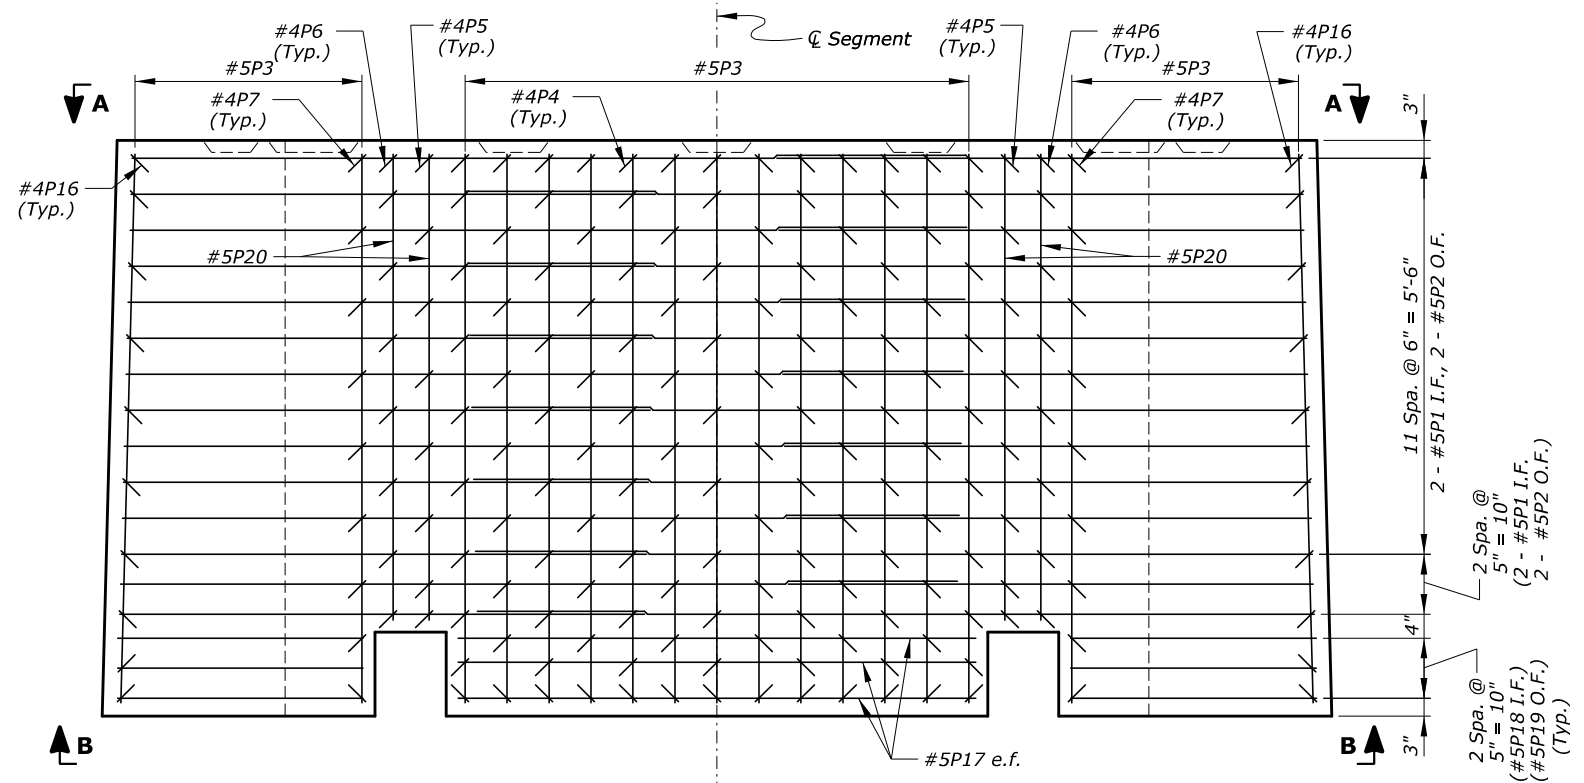 #4P6
(Typ.)
#4P5
(Typ.)
℄ Segment
#4P5
(Typ.)
#4P6
(Typ.)
#4P16
(Typ.)
#5P3
#5P3
#5P3
A
#4P7
(Typ.)
#4P4
(Typ.)
#4P7
(Typ.)
A
3"
#4P16
(Typ.)
#5P20
#5P20
11 Spa. @ 6" = 5'-6"
2 - #5P1 I.F., 2 - #5P2 O.F.
2 Spa. @
5" = 10"
(2 - #5P1 I.F.
2 - #5P2 O.F.)
4"
2 Spa. @
5" = 10"
(#5P18 I.F.)
(#5P19 O.F.)
(Typ.)
3"
B
#5P17 e.f.
B